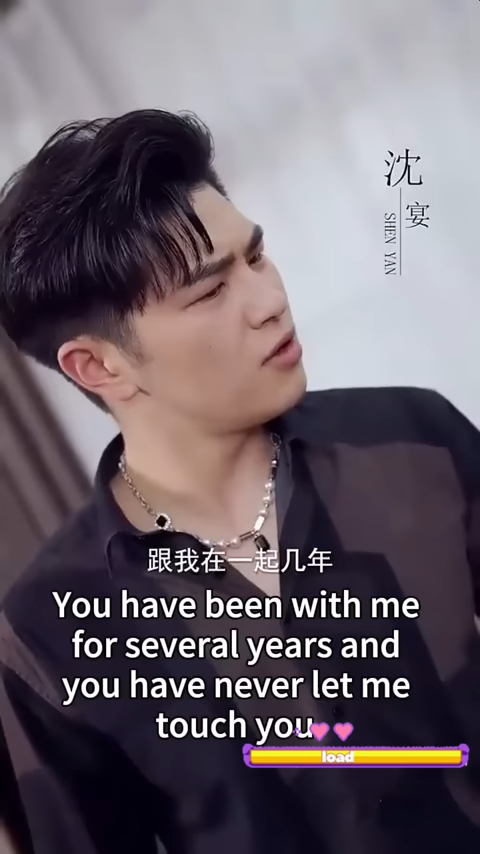 沈
宴
SHEN YAN
跟我在一起几年
You have been with me
for several years and
you have never let me
touch you
load